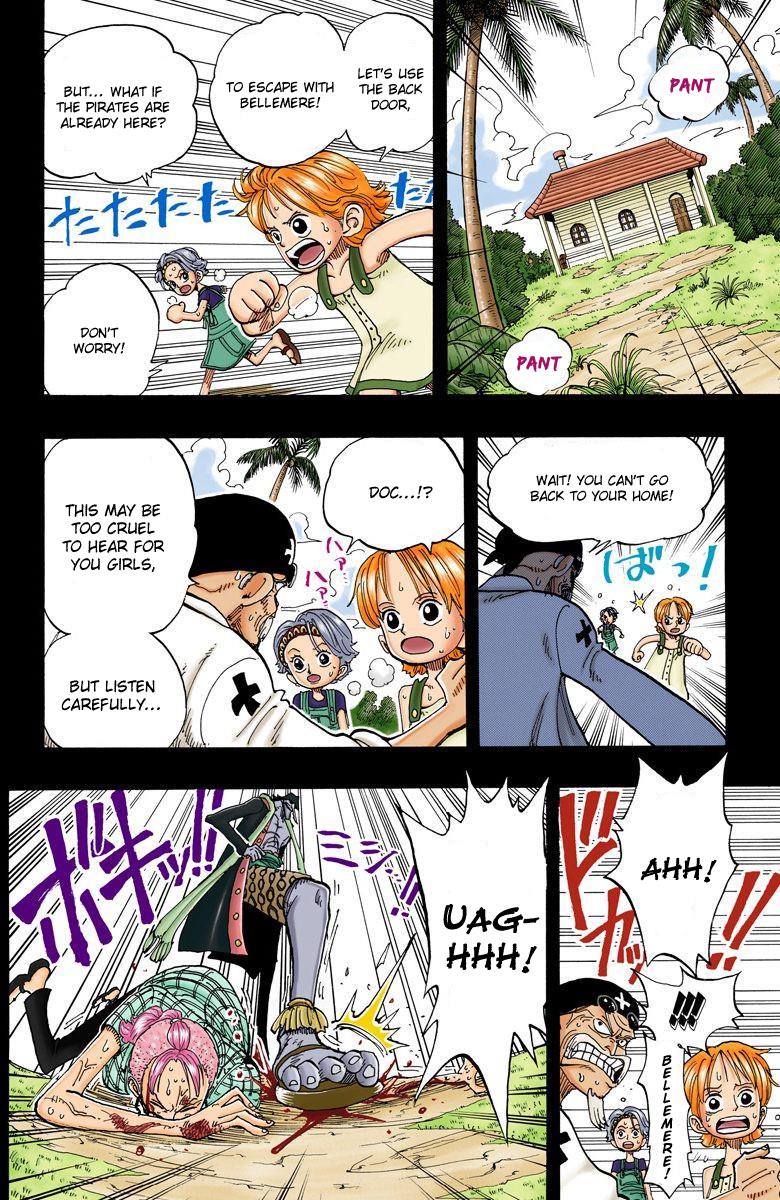 PANT
PANT
LET'S USE
THE BACK
DOOR,
TO ESCAPE WITH
BELLEMERE!
BUT... WHAT IF
THE PIRATES ARE
ALREADY HERE?
たたたたたた
DON'T
WORRY!
WAIT! YOU CAN'T GO
BACK TO YOUR HOME!
ばっ!
DOC...!?
ハァ…
ハァ…
THIS MAY BE
TOO CRUEL
TO HEAR FOR
YOU GIRLS,
BUT LISTEN
CAREFULLY...
AHH!
ドカッ!!
!!!
BELLEMERE!
UAG-
HHH!
ボキッ!!
ミシ…!!